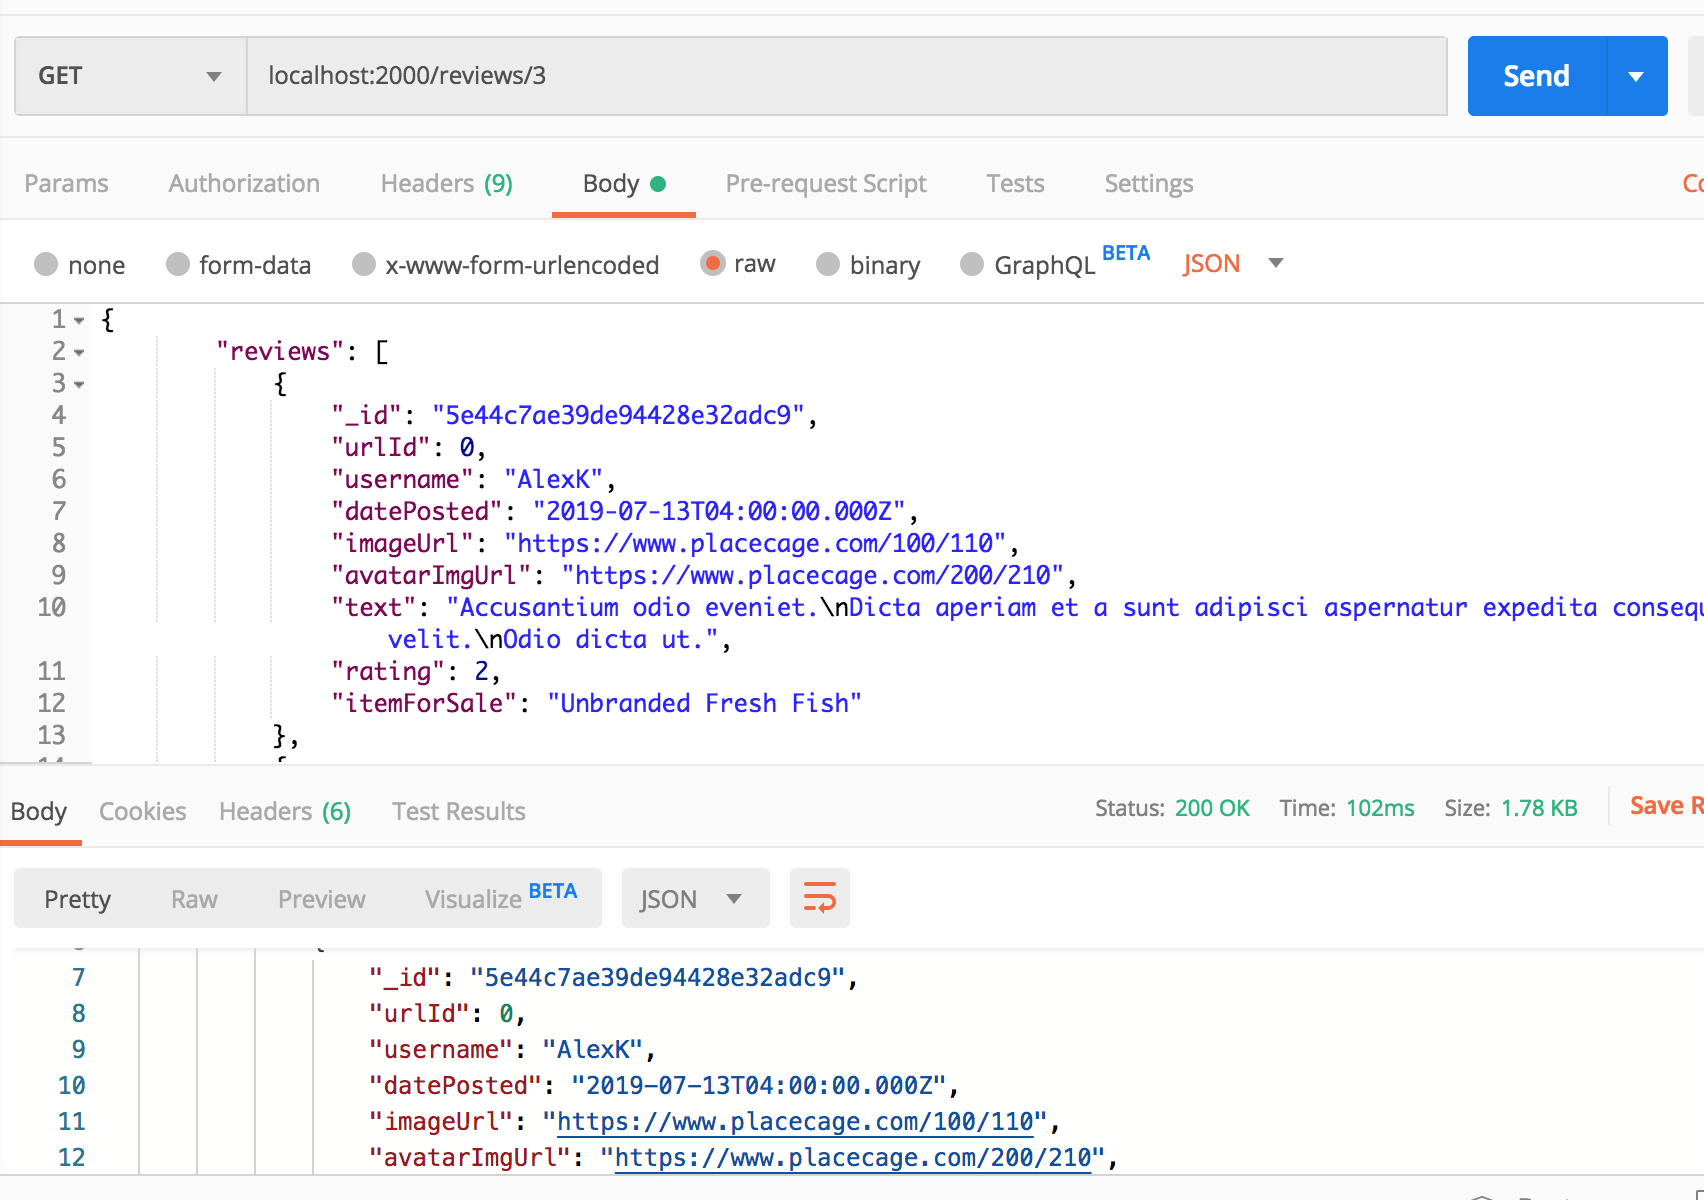 GET localhost:2000/reviews/3 Send
Params Authorization Headers (9) Body Pre-request Script Tests Settings
none form-data x-www-form-urlencoded raw binary GraphQL BETA JSON
1 {
2 "reviews": [
3 {
4 "_id": "5e44c7ae39de94428e32adc9",
5 "urlId": 0,
6 "username": "AlexK",
7 "datePosted": "2019-07-13T04:00:00.000Z",
8 "imageUrl": "https://www.placecage.com/100/110",
9 "avatarImgUrl": "https://www.placecage.com/200/210",
10 "text": "Accusantium odio eveniet.\nDicta aperiam et a sunt adipisci aspernatur expedita consequ
velit.\nOdio dicta ut.",
11 "rating": 2,
12 "itemForSale": "Unbranded Fresh Fish"
13 },
Body Cookies Headers (6) Test Results Status: 200 OK Time: 102ms Size: 1.78 KB Save R
Pretty Raw Preview Visualize BETA JSON
7 "_id": "5e44c7ae39de94428e32adc9",
8 "urlId": 0,
9 "username": "AlexK",
10 "datePosted": "2019-07-13T04:00:00.000Z",
11 "imageUrl": "https://www.placecage.com/100/110",
12 "avatarImgUrl": "https://www.placecage.com/200/210",